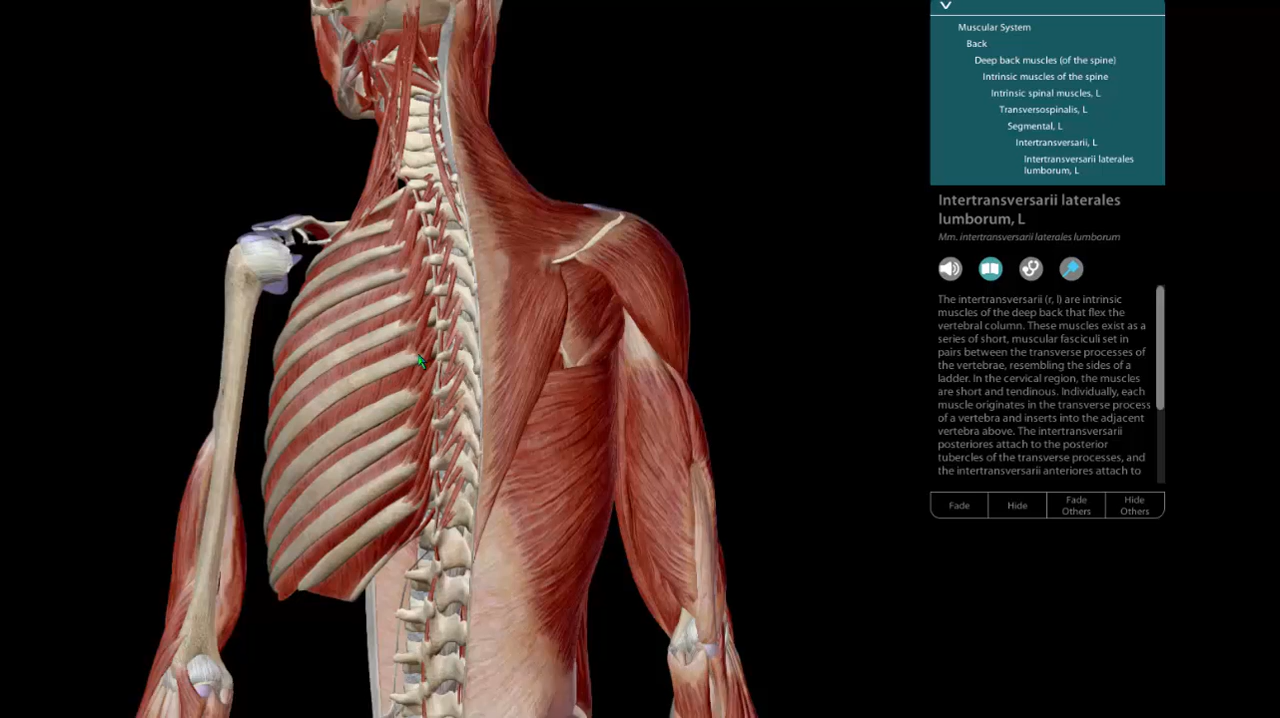 Muscular System
Back
Deep back muscles (of the spine)
Intrinsic muscles of the spine
Intrinsic spinal muscles, L
Transversospinalis, L
Segmental, L
Intertransversarii, L
Intertransversarii laterales
lumborum, L
Intertransversarii laterales
lumborum, L
Mm. intertransversarii laterales lumborum
The intertransversarii (r, l) are intrinsic
muscles of the deep back that flex the
vertebral column. These muscles exist as a
series of short, muscular fasciculi set in
pairs between the transverse processes of
the vertebrae, resembling the sides of a
ladder. In the cervical region, the muscles
are short and tendinous. Individually, each
muscle originates in the transverse process
of a vertebra and inserts into the adjacent
vertebra above. The intertransversarii
posteriores attach to the posterior
tubercles of the transverse processes, and
the intertransversarii anteriores attach to
Fade Hide Fade Others Hide Others